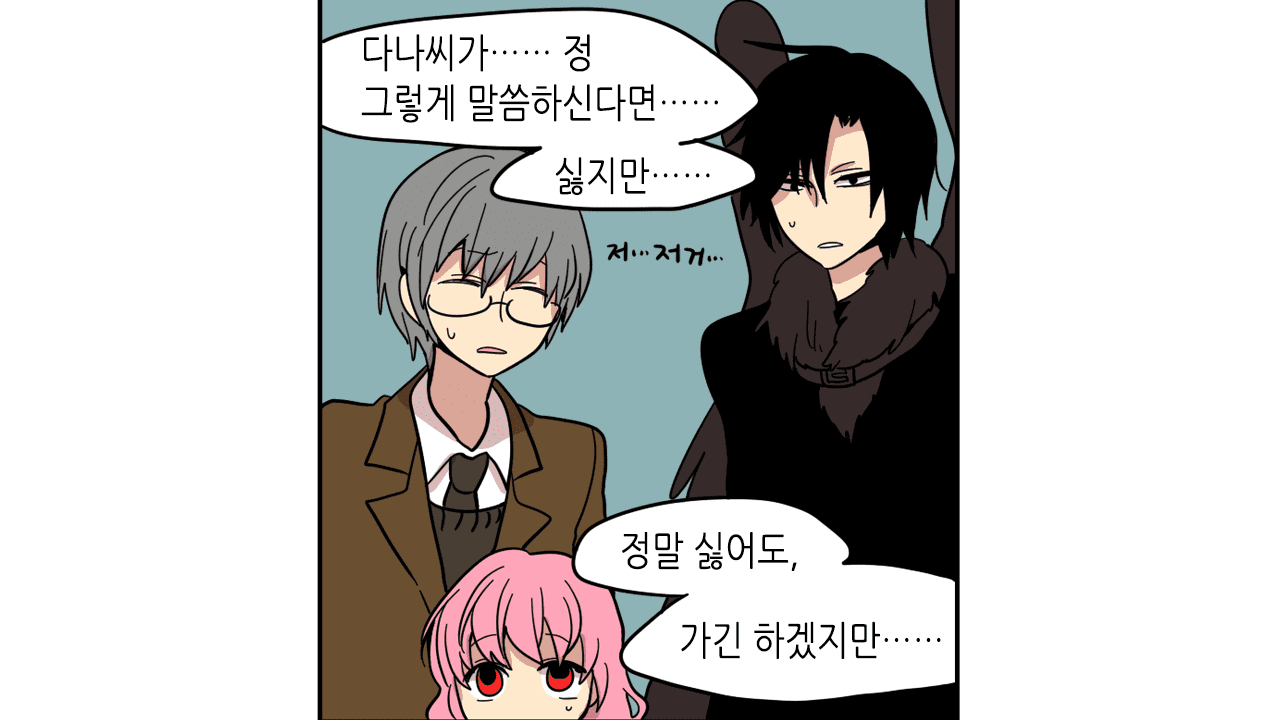 다나씨가…… 정
그렇게 말씀하신다면……
싫지만……
저…저거…
정말 싫어도,
가긴 하겠지만……